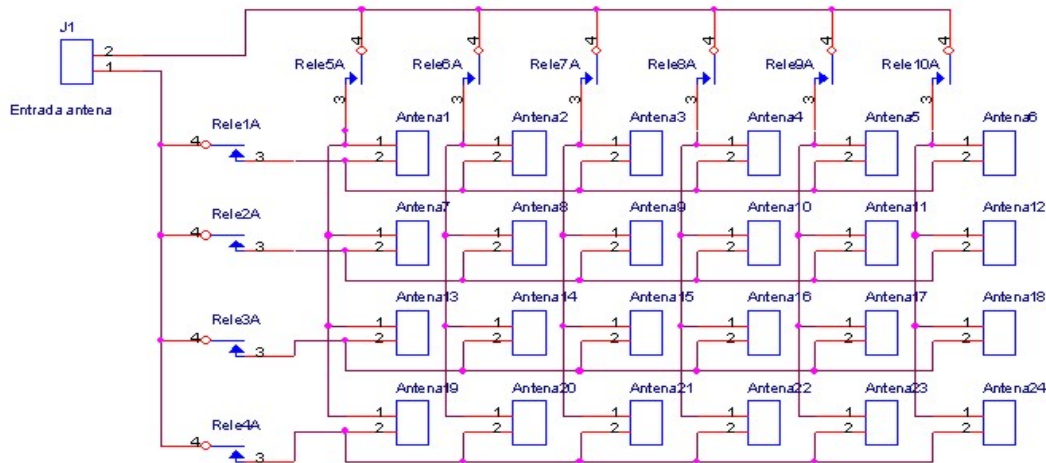 J1
2
1
Entrada antena
4 4 4 4 4 4
Rele5A Rele6A Rele7A Rele8A Rele9A Rele10A
3 3 3 3 3 3
Rele1A
4 3
Antena1 Antena2 Antena3 Antena4 Antena5 Antena6
1 1 1 1 1 1
2 2 2 2 2 2
Rele2A
4 3
Antena7 Antena8 Antena9 Antena10 Antena11 Antena12
1 1 1 1 1 1
2 2 2 2 2 2
Rele3A
4 3
Antena13 Antena14 Antena15 Antena16 Antena17 Antena18
1 1 1 1 1 1
2 2 2 2 2 2
Rele4A
4 3
Antena19 Antena20 Antena21 Antena22 Antena23 Antena24
1 1 1 1 1 1
2 2 2 2 2 2